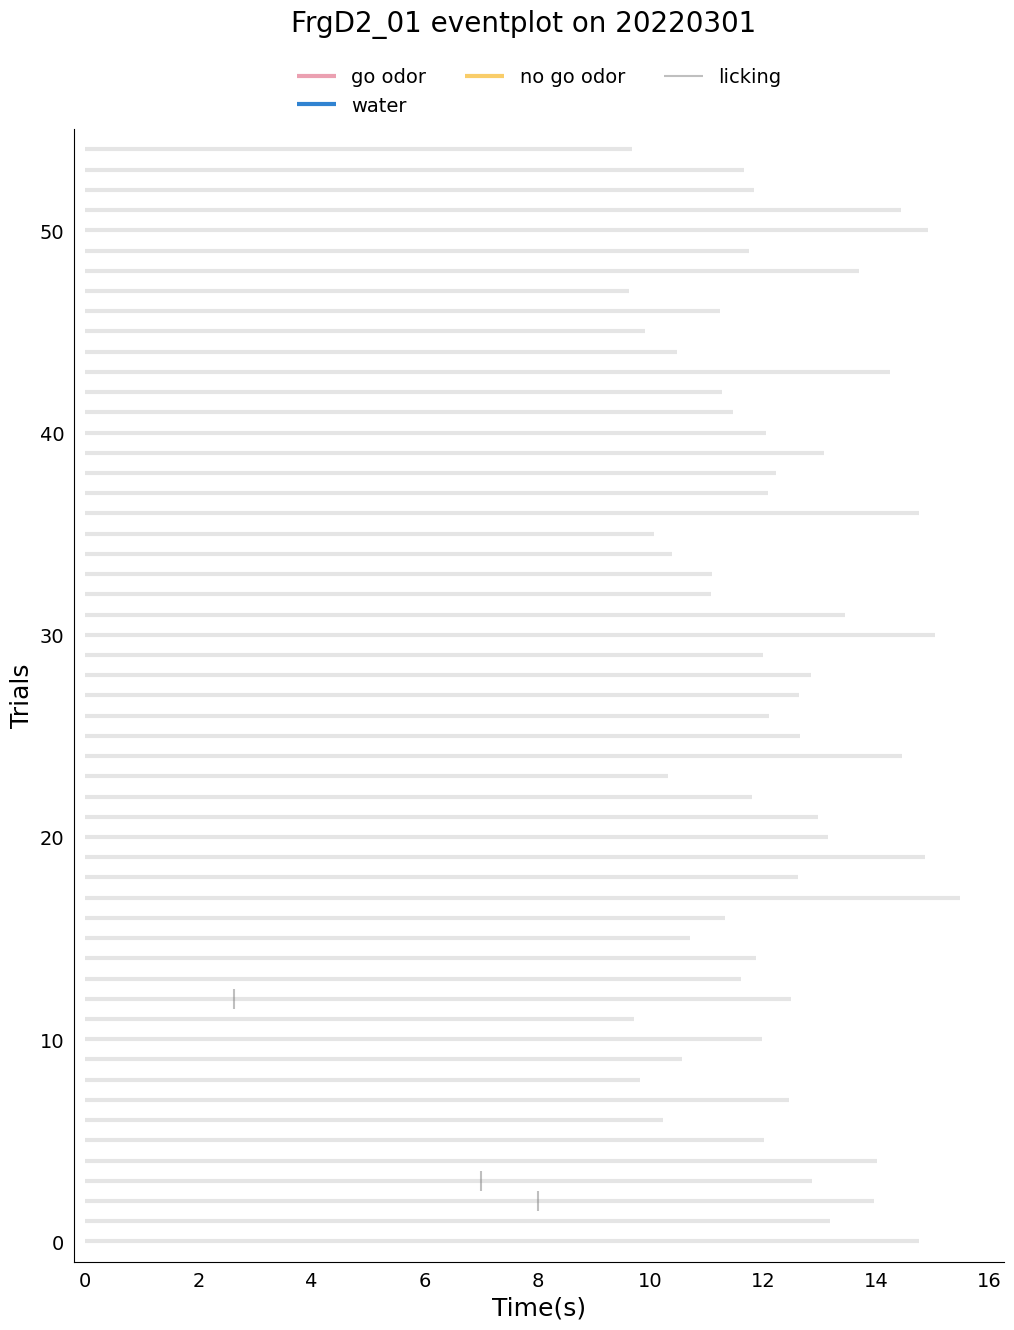 FrgD2_01 eventplot on 20220301
go odor
no go odor
licking
water
50
40
30
20
10
0
Trials
0 2 4 6 8 10 12 14 16
Time(s)